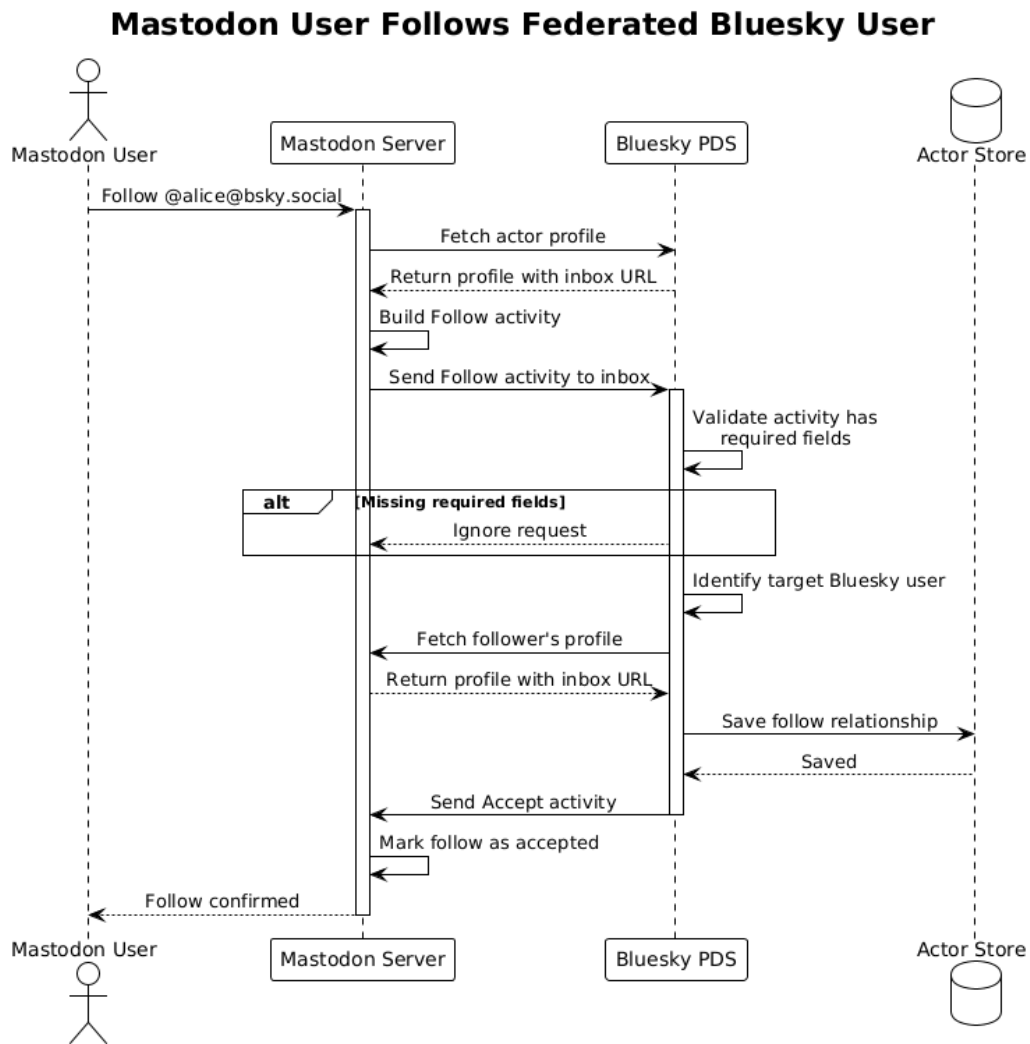 Mastodon User Follows Federated Bluesky User
Mastodon User
Mastodon Server
Bluesky PDS
Actor Store
Follow @alice@bsky.social
Fetch actor profile
Return profile with inbox URL
Build Follow activity
Send Follow activity to inbox
Validate activity has
required fields
alt
[Missing required fields]
Ignore request
Identify target Bluesky user
Fetch follower's profile
Return profile with inbox URL
Save follow relationship
Saved
Send Accept activity
Mark follow as accepted
Follow confirmed
Mastodon User
Mastodon Server
Bluesky PDS
Actor Store